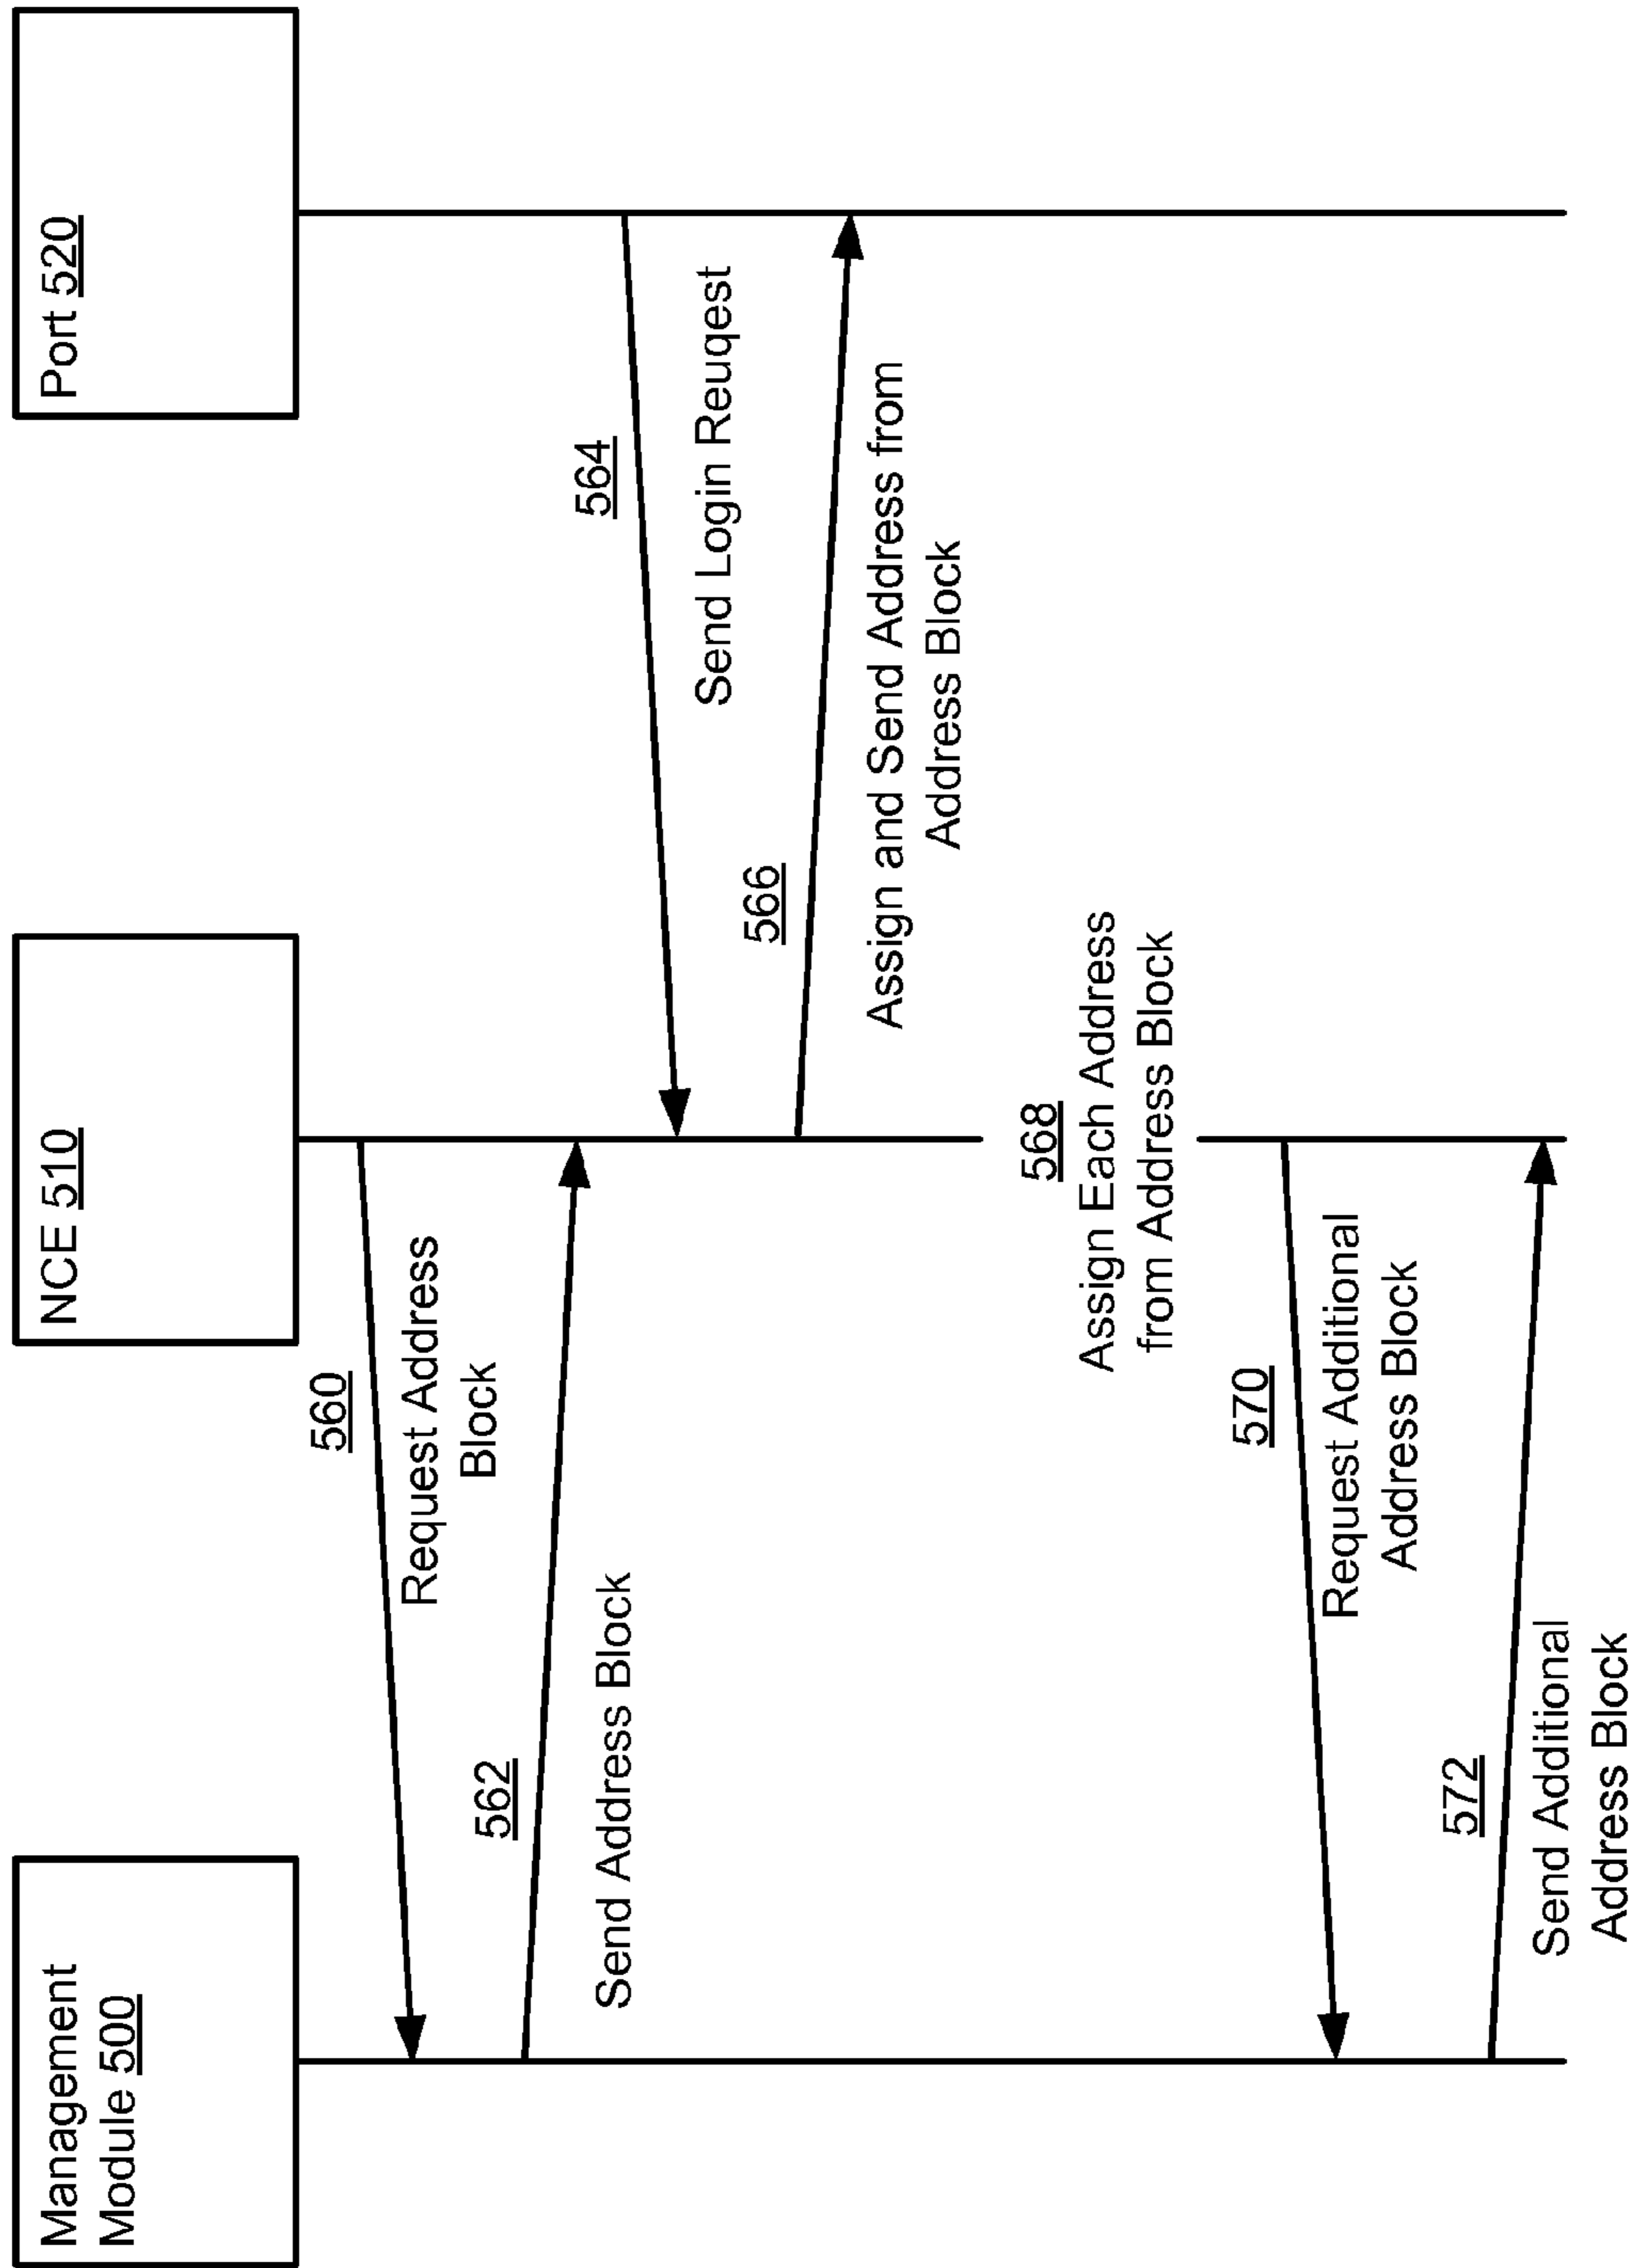 Management
Module 500
NCE 510
Port 520
560
Request Address
Block
562
Send Address Block
564
Send Login Reuqest
566
Assign and Send Address from
Address Block
568
Assign Each Address
from Address Block
570
Request Additional
Address Block
572
Send Additional
Address Block